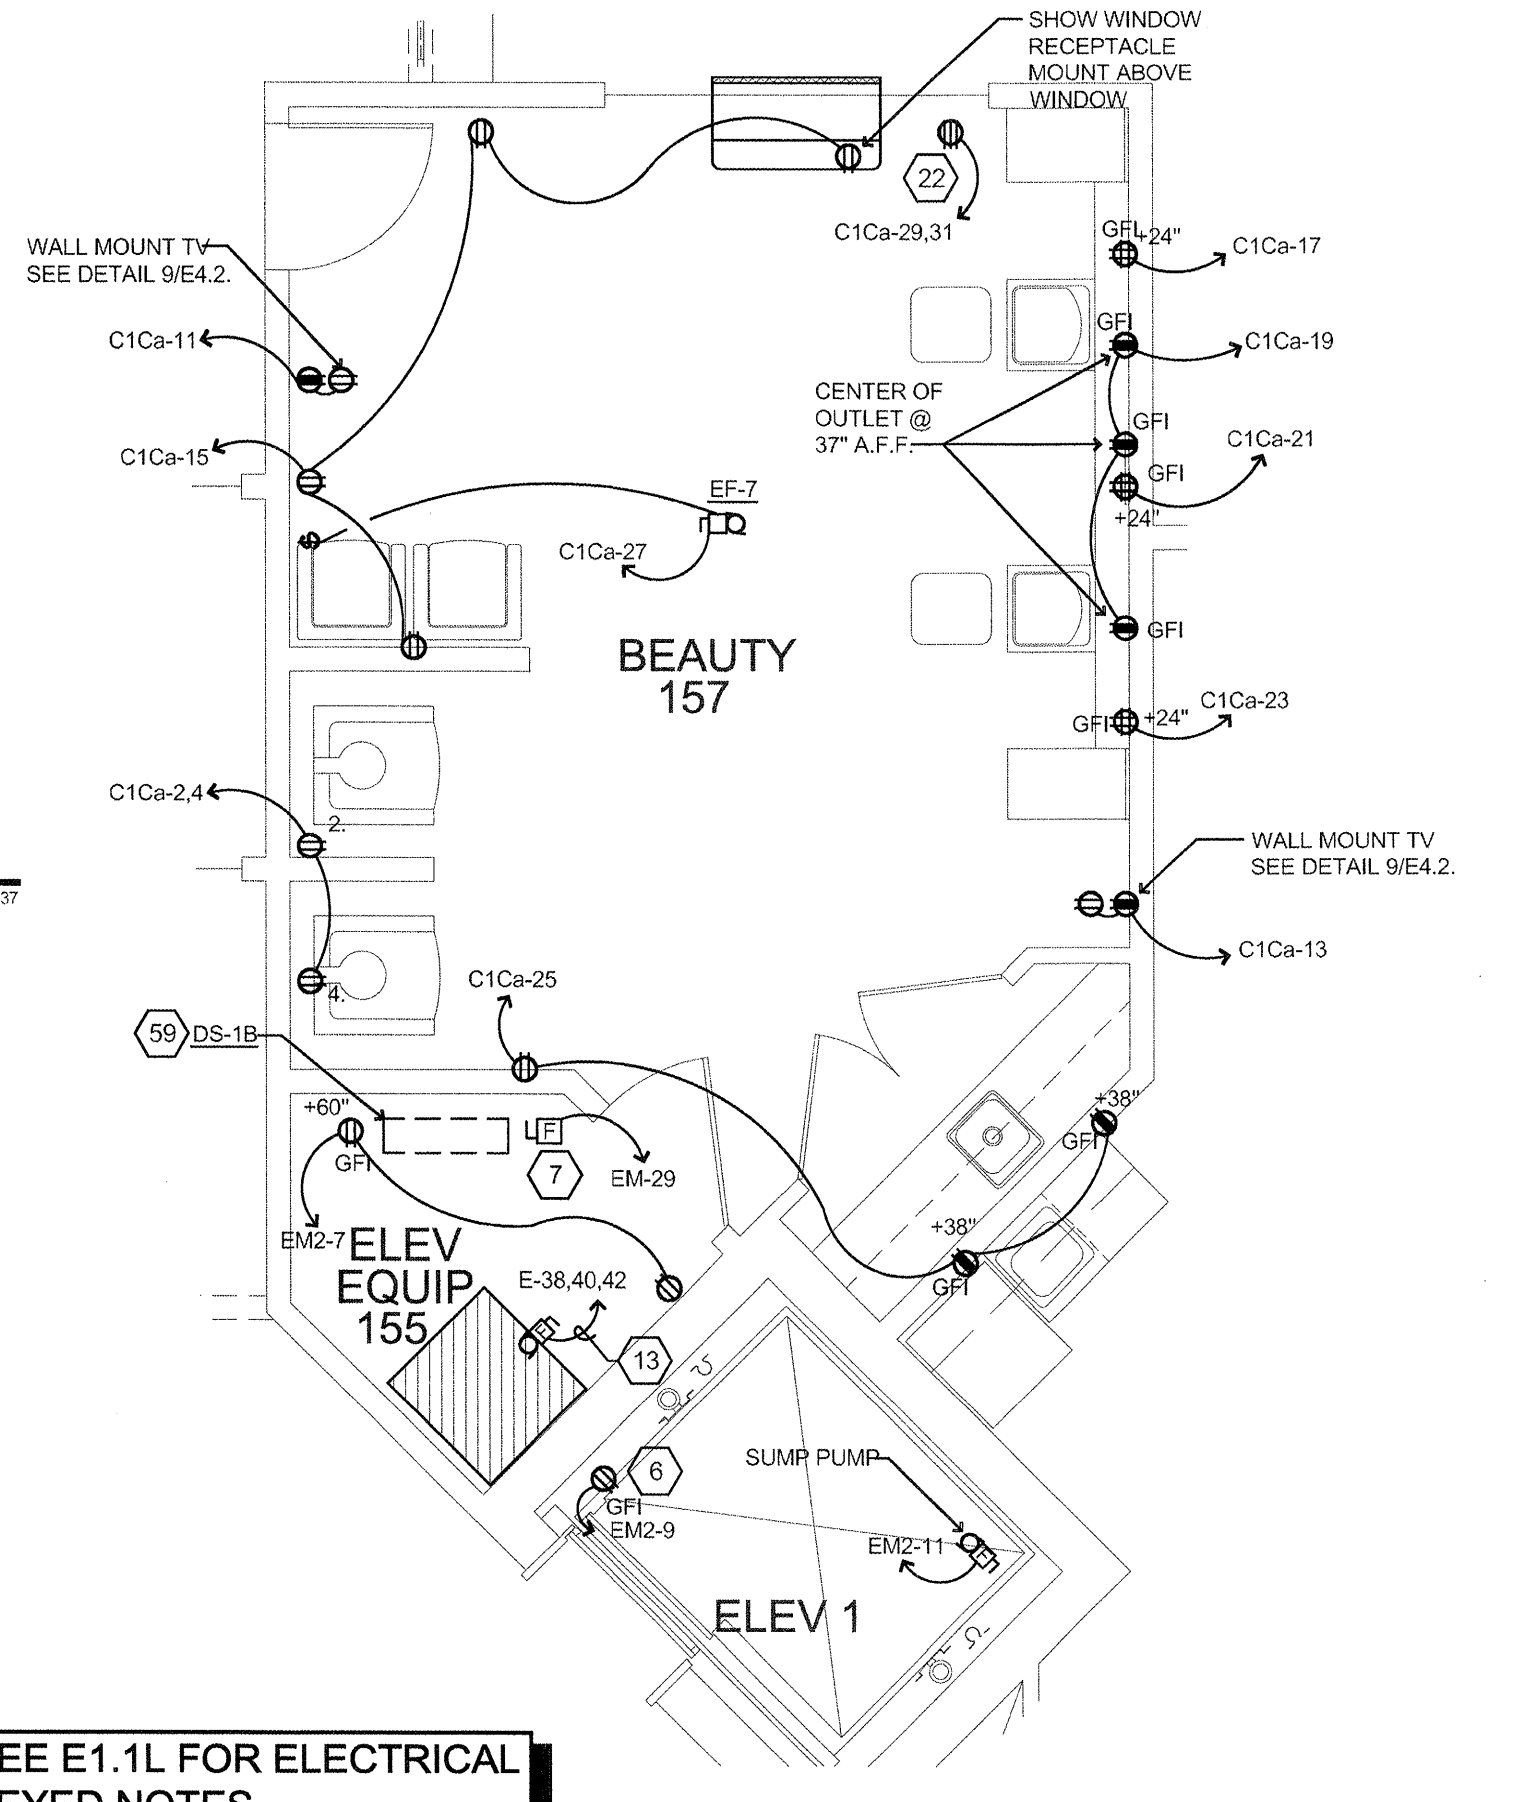 SHOW WINDOW
RECEPTACLE
MOUNT ABOVE
WINDOW
22
C1Ca-29,31
WALL MOUNT TV
SEE DETAIL 9/E4.2.
GFI
+24"
C1Ca-17
C1Ca-11
GFI
C1Ca-19
CENTER OF
OUTLET @
37" A.F.F.
GFI
C1Ca-21
C1Ca-15
GFI
+24"
EF-7
$
C1Ca-27
GFI
BEAUTY
157
C1Ca-23
GFI
+24"
C1Ca-2,4
2.
WALL MOUNT TV
SEE DETAIL 9/E4.2.
37
C1Ca-13
4.
C1Ca-25
59
DS-1B
+60"
GFI
F
7
EM-29
+38"
GFI
EM2-7
ELEV
EQUIP
155
+38"
GFI
E-38,40,42
F
13
6
GFI
EM2-9
SUMP PUMP
EM2-11
F
ELEV 1
EE E1.1L FOR ELECTRICAL
EYED NOTES